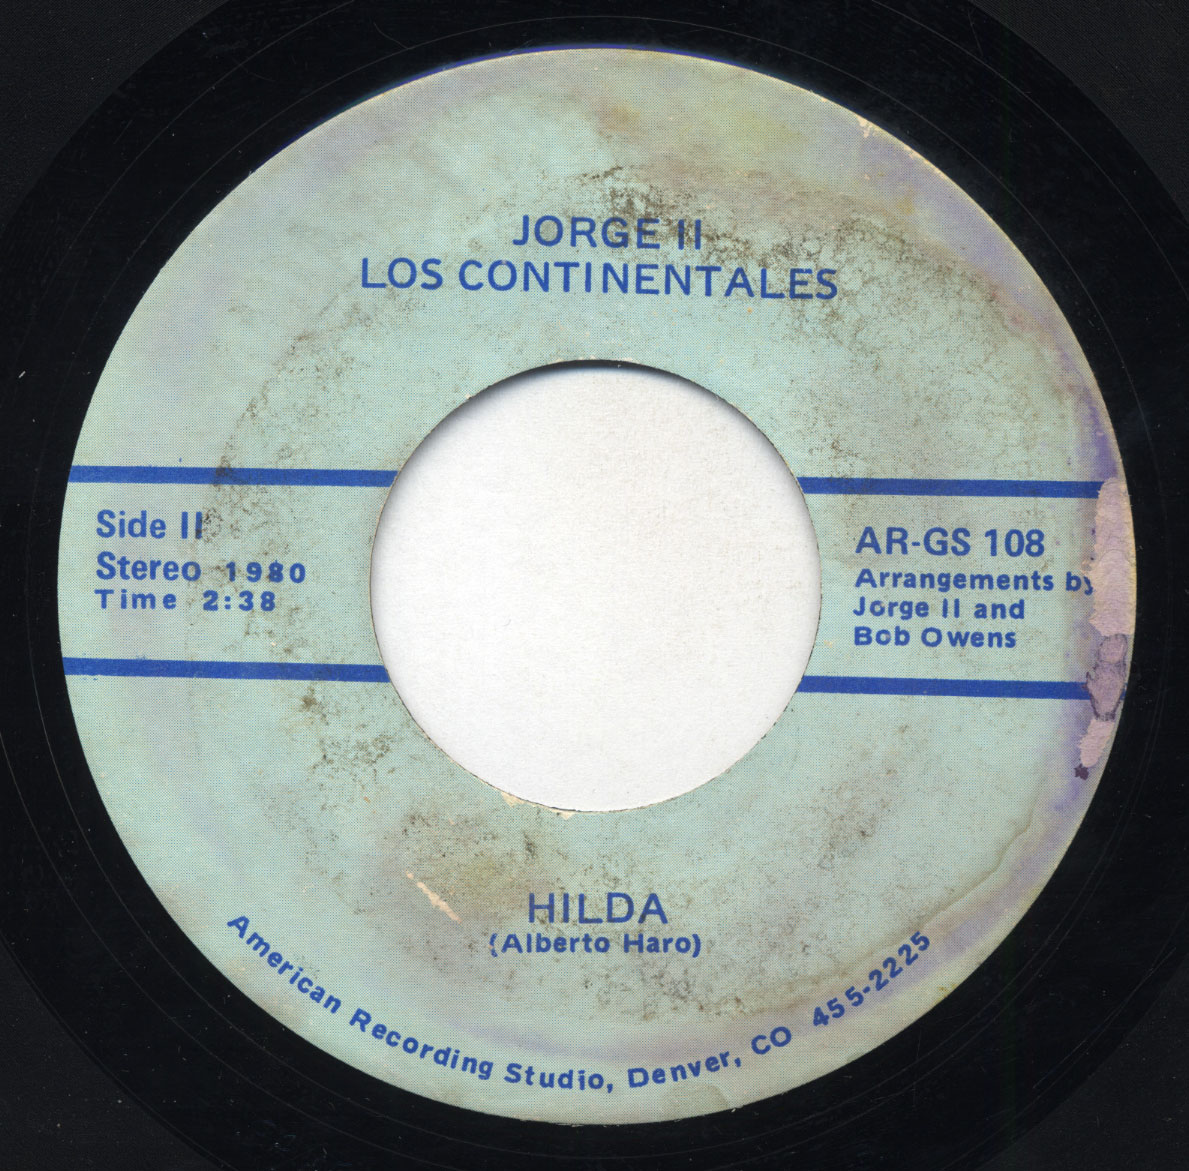 JORGE II
LOS CONTINENTALES
Side II
Stereo 1980
Time 2:38
AR-GS 108
Arrangements by
Jorge II and
Bob Owens
HILDA
(Alberto Haro)
American Recording Studio, Denver, CO 455-2225